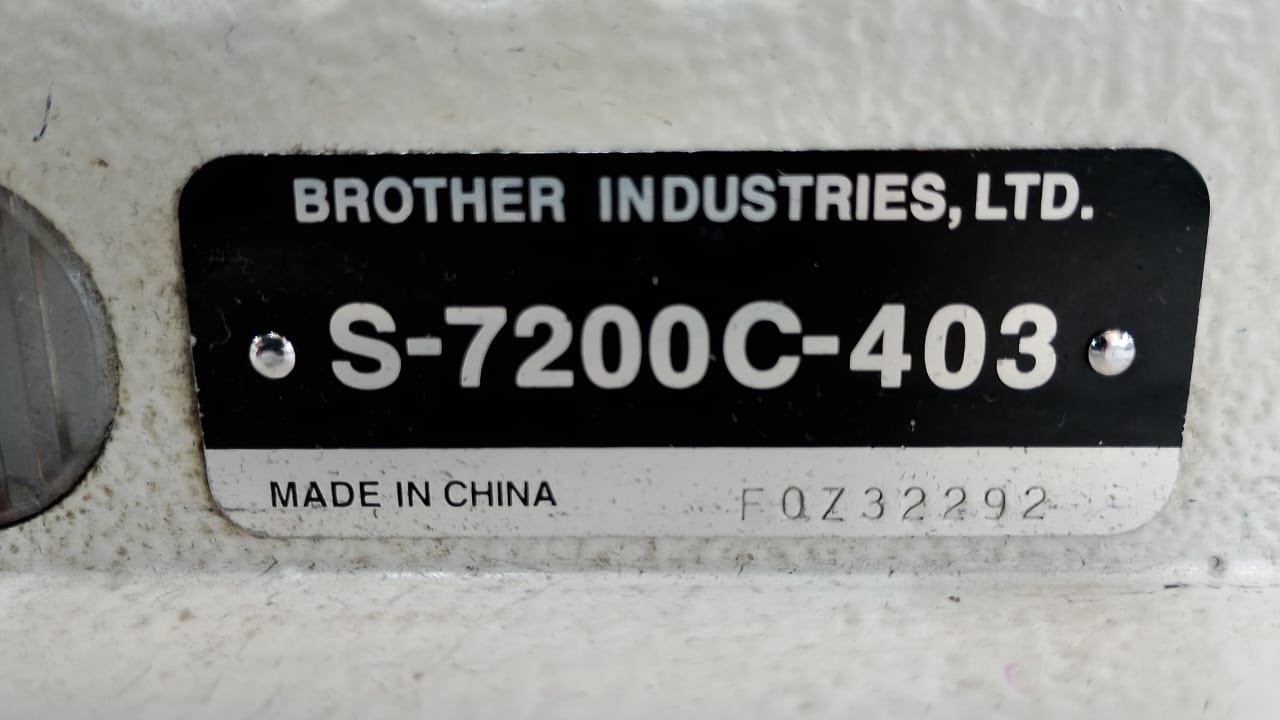 BROTHER INDUSTRIES, LTD.
S-7200C-403
MADE IN CHINA
F0Z32292